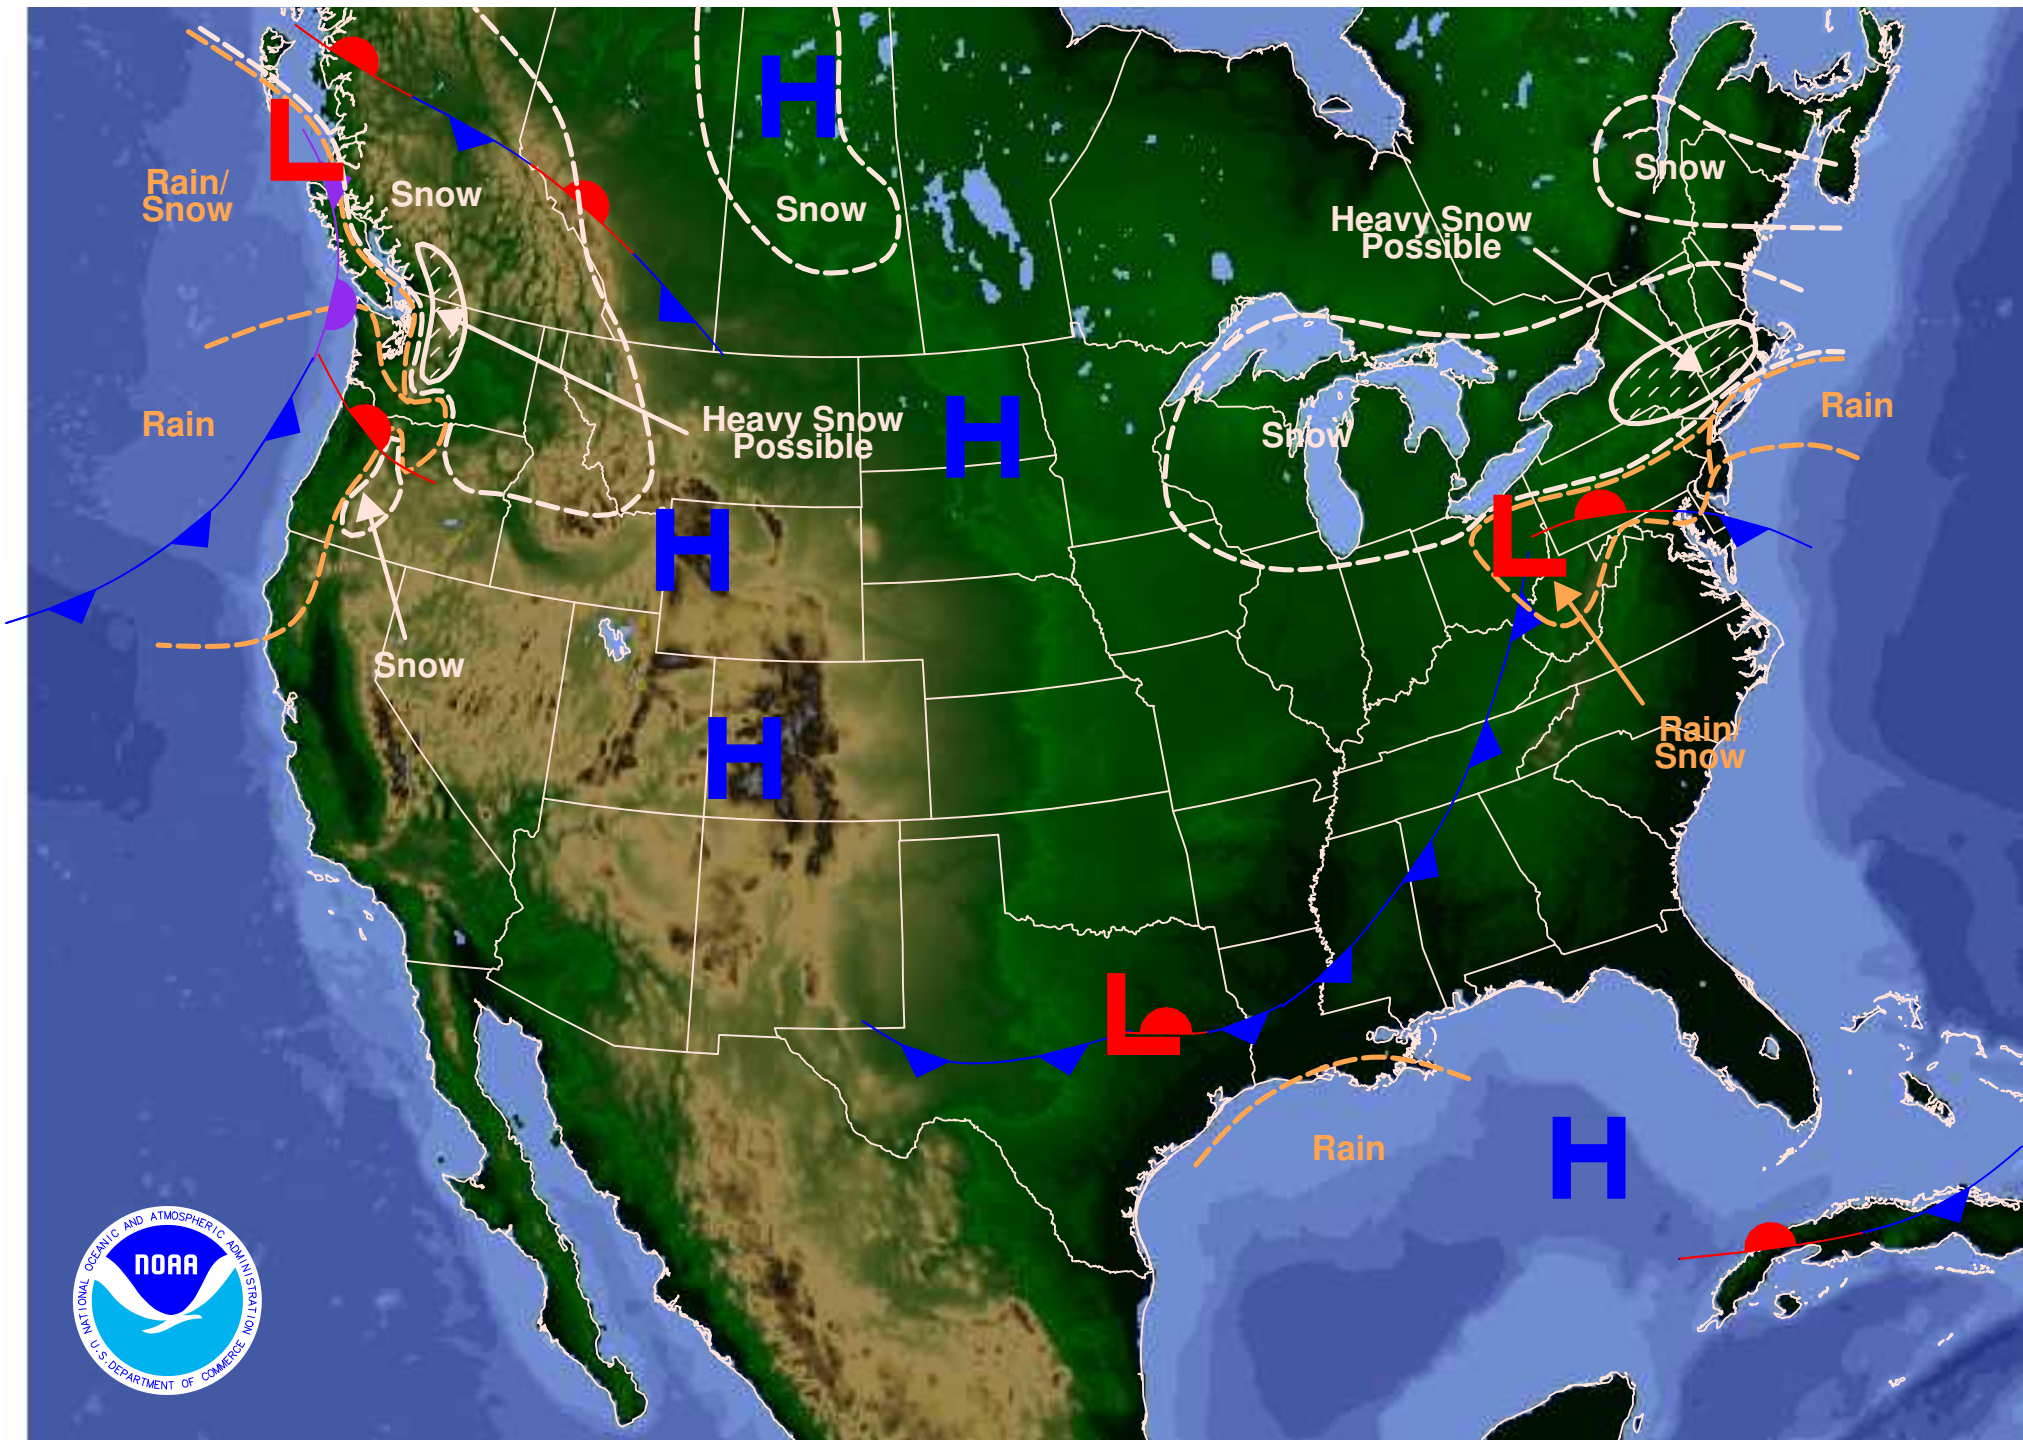 H
L
Rain/
Snow
Snow
Snow
Snow
Heavy Snow
Possible
Rain
Heavy Snow
Possible
H
Snow
Rain
L
H
Snow
Rain/
Snow
H
L
Rain
H
NATIONAL OCEANIC AND ATMOSPHERIC ADMINISTRATION
NOAA
U.S. DEPARTMENT OF COMMERCE